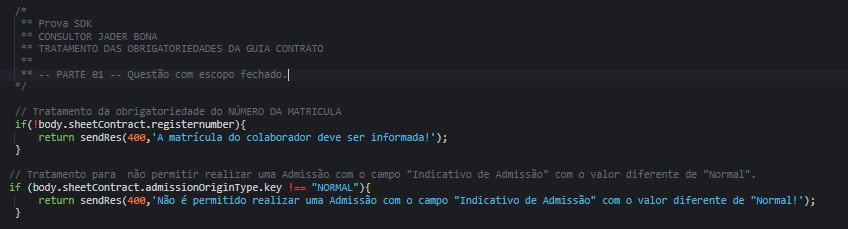 /*
** Prova SDK
** CONSULTOR JADER BONA
** TRATAMENTO DAS OBRIGATORIEDADES DA GUIA CONTRATO
**
** -- PARTE 01 -- Questão com escopo fechado.
*/
// Tratamento da obrigatoriedade do NÚMERO DA MATRICULA
if(!body.sheetContract.registernumber){
return sendRes(400,'A matrícula do colaborador deve ser informada!');
}
// Tratamento para  não permitir realizar uma Admissão com o campo "Indicativo de Admissão" com o valor diferente de "Normal".
if (body.sheetContract.admissionOriginType.key !== "NORMAL"){
return sendRes(400,'Não é permitido realizar uma Admissão com o campo "Indicativo de Admissão" com o valor diferente de "Normal!');
}